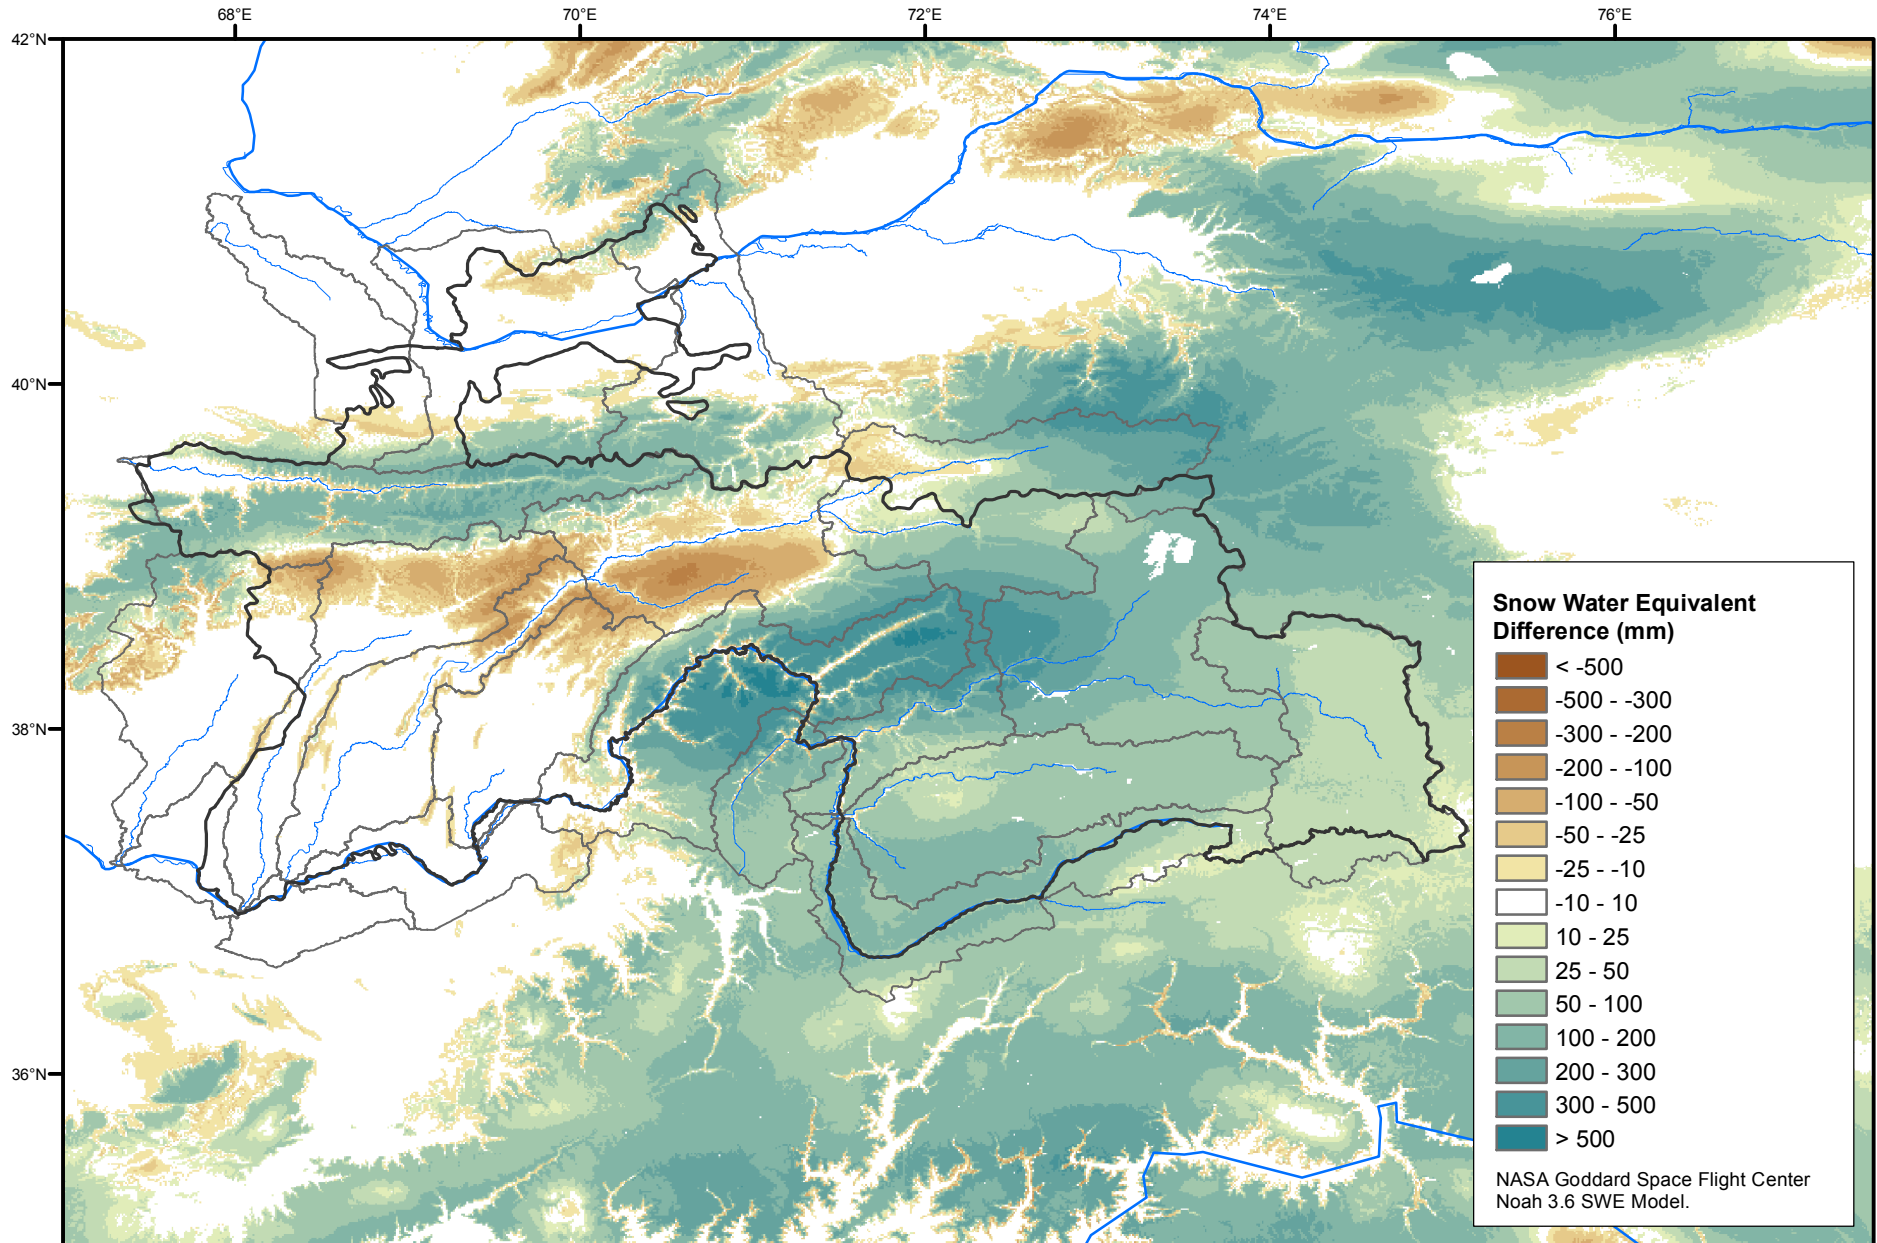 68°E 70°E 72°E 74°E 76°E
42°N
40°N
38°N
36°N
Snow Water Equivalent
Difference (mm)
< -500
-500 - -300
-300 - -200
-200 - -100
-100 - -50
-50 - -25
-25 - -10
-10 - 10
10 - 25
25 - 50
50 - 100
100 - 200
200 - 300
300 - 500
> 500
NASA Goddard Space Flight Center
Noah 3.6 SWE Model.